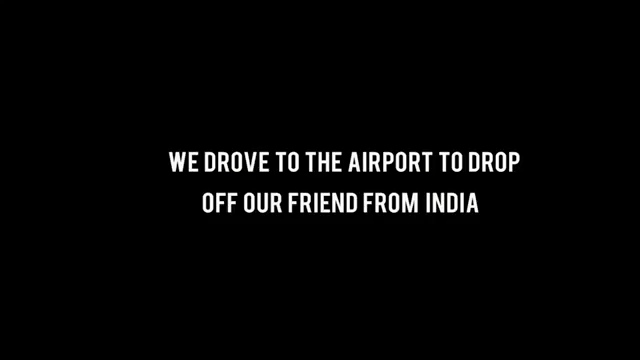 WE DROVE TO THE AIRPORT TO DROP
OFF OUR FRIEND FROM INDIA